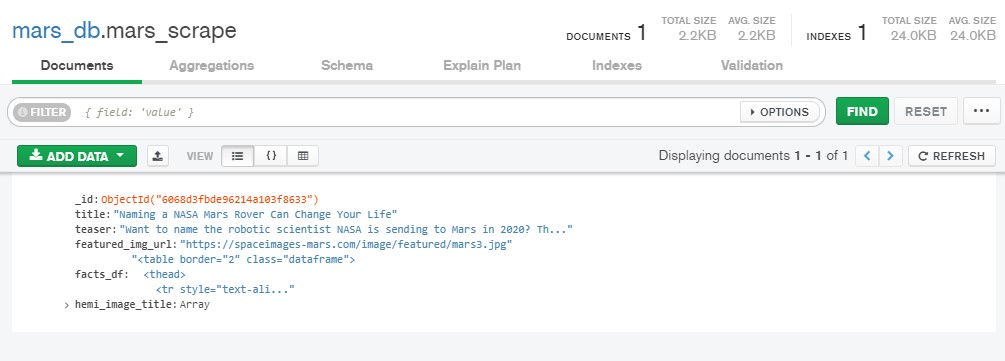 mars_db.mars_scrape
DOCUMENTS 1 TOTAL SIZE 2.2KB AVG. SIZE 2.2KB INDEXES 1 TOTAL SIZE 24.0KB AVG. SIZE 24.0KB
Documents Aggregations Schema Explain Plan Indexes Validation
FILTER { field: 'value' } OPTIONS FIND RESET ...
ADD DATA VIEW {} Displaying documents 1 - 1 of 1 < > REFRESH
_id: ObjectId("6068d3fbde96214a103f8633")
title: "Naming a NASA Mars Rover Can Change Your Life"
teaser: "Want to name the robotic scientist NASA is sending to Mars in 2020? Th..."
featured_img_url: "https://spaceimages-mars.com/image/featured/mars3.jpg"
"<table border="2" class="dataframe">
facts_df: <thead>
<tr style="text-ali..."
> hemi_image_title: Array